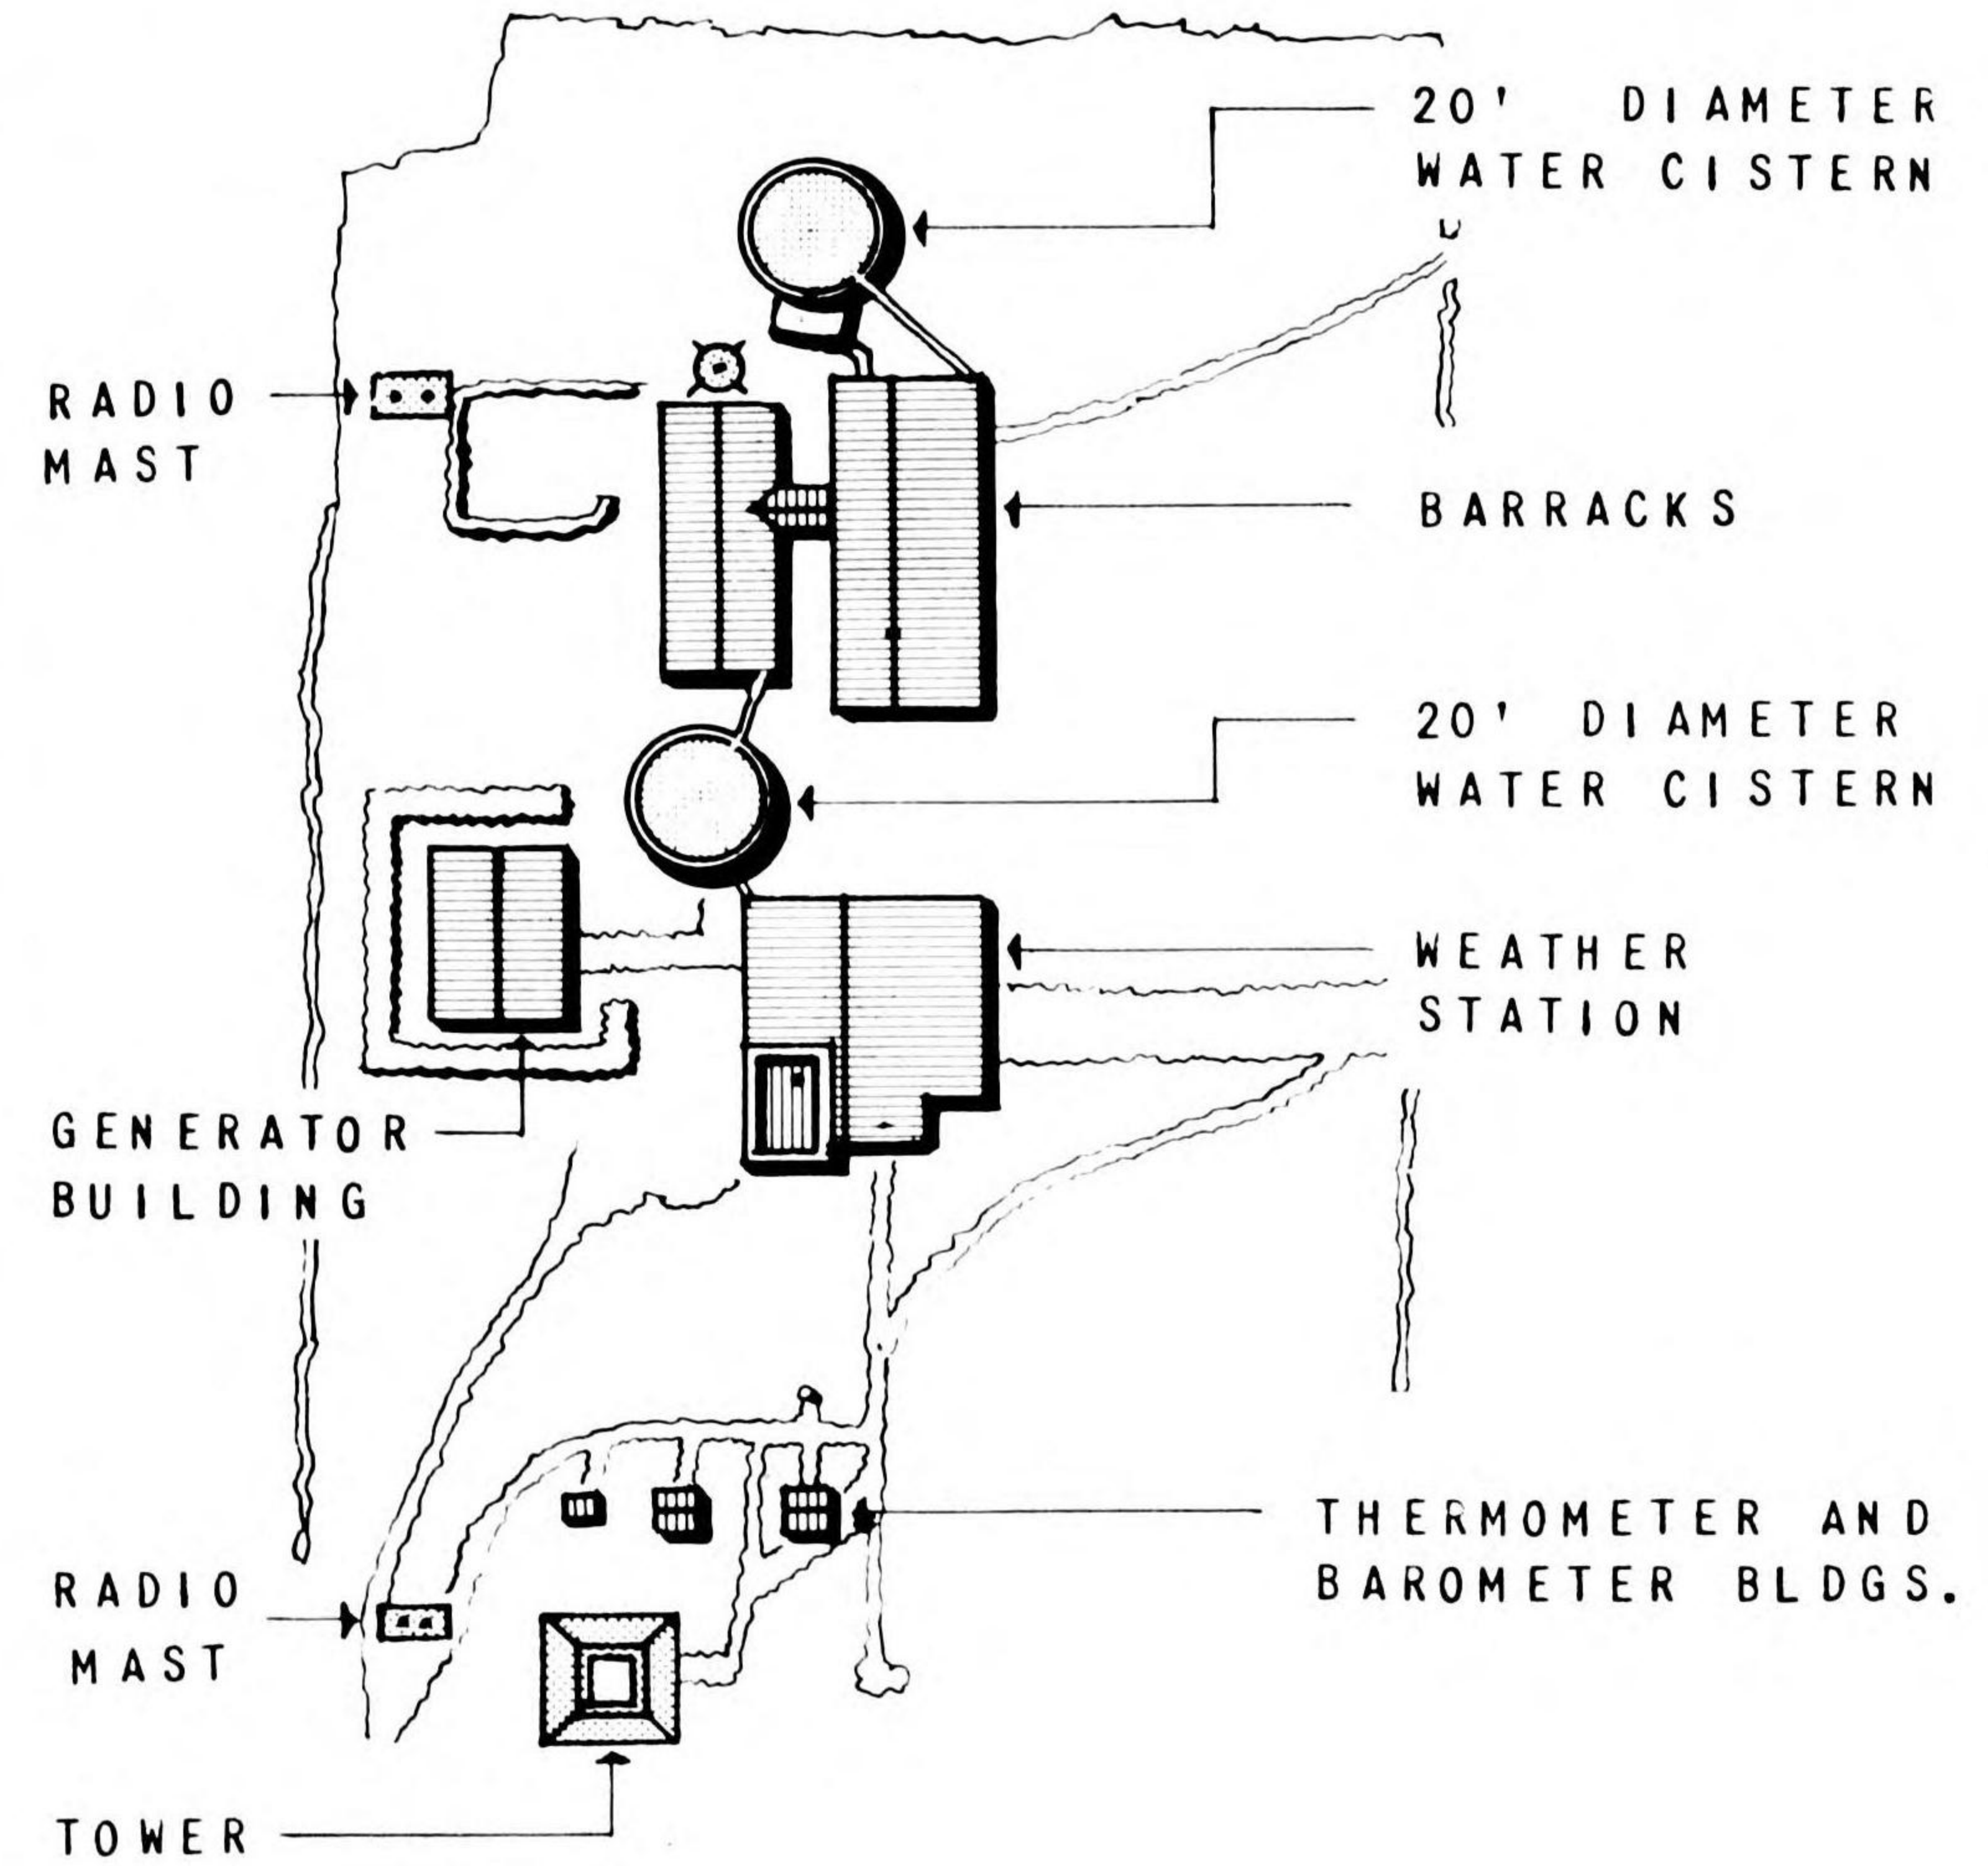 20' DIAMETER
WATER CISTERN
RADIO
MAST
BARRACKS
20' DIAMETER
WATER CISTERN
WEATHER
STATION
GENERATOR
BUILDING
THERMOMETER AND
BAROMETER BLDGS.
RADIO
MAST
TOWER